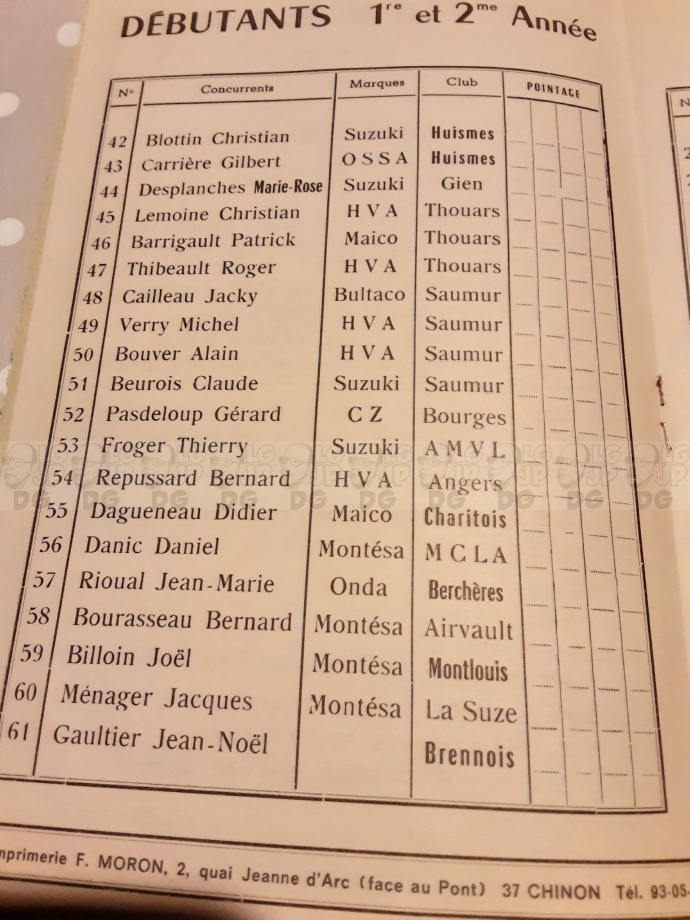 DÉBUTANTS 1re et 2me Année
No Concurrents Marques Club POINTAGE
42 Blottin Christian Suzuki Huismes
43 Carrière Gilbert OSSA Huismes
44 Desplanches Marie-Rose Suzuki Gien
45 Lemoine Christian HVA Thouars
46 Barrigault Patrick Maico Thouars
47 Thibeault Roger HVA Thouars
48 Cailleau Jacky Bultaco Saumur
49 Verry Michel HVA Saumur
50 Bouver Alain HVA Saumur
51 Beurois Claude Suzuki Saumur
52 Pasdeloup Gérard CZ Bourges
53 Froger Thierry Suzuki AMVL
54 Repussard Bernard HVA Angers
55 Dagueneau Didier Maico Charitois
56 Danic Daniel Montésa MCLA
57 Rioual Jean-Marie Onda Berchères
58 Bourasseau Bernard Montésa Airvault
59 Billoin Joël Montésa Montlouis
60 Ménager Jacques Montésa La Suze
61 Gaultier Jean-Noël Brennois
F. MORON, 2, quai Jeanne d'Arc (face au Pont) 37 CHINON Tél. 93-05-